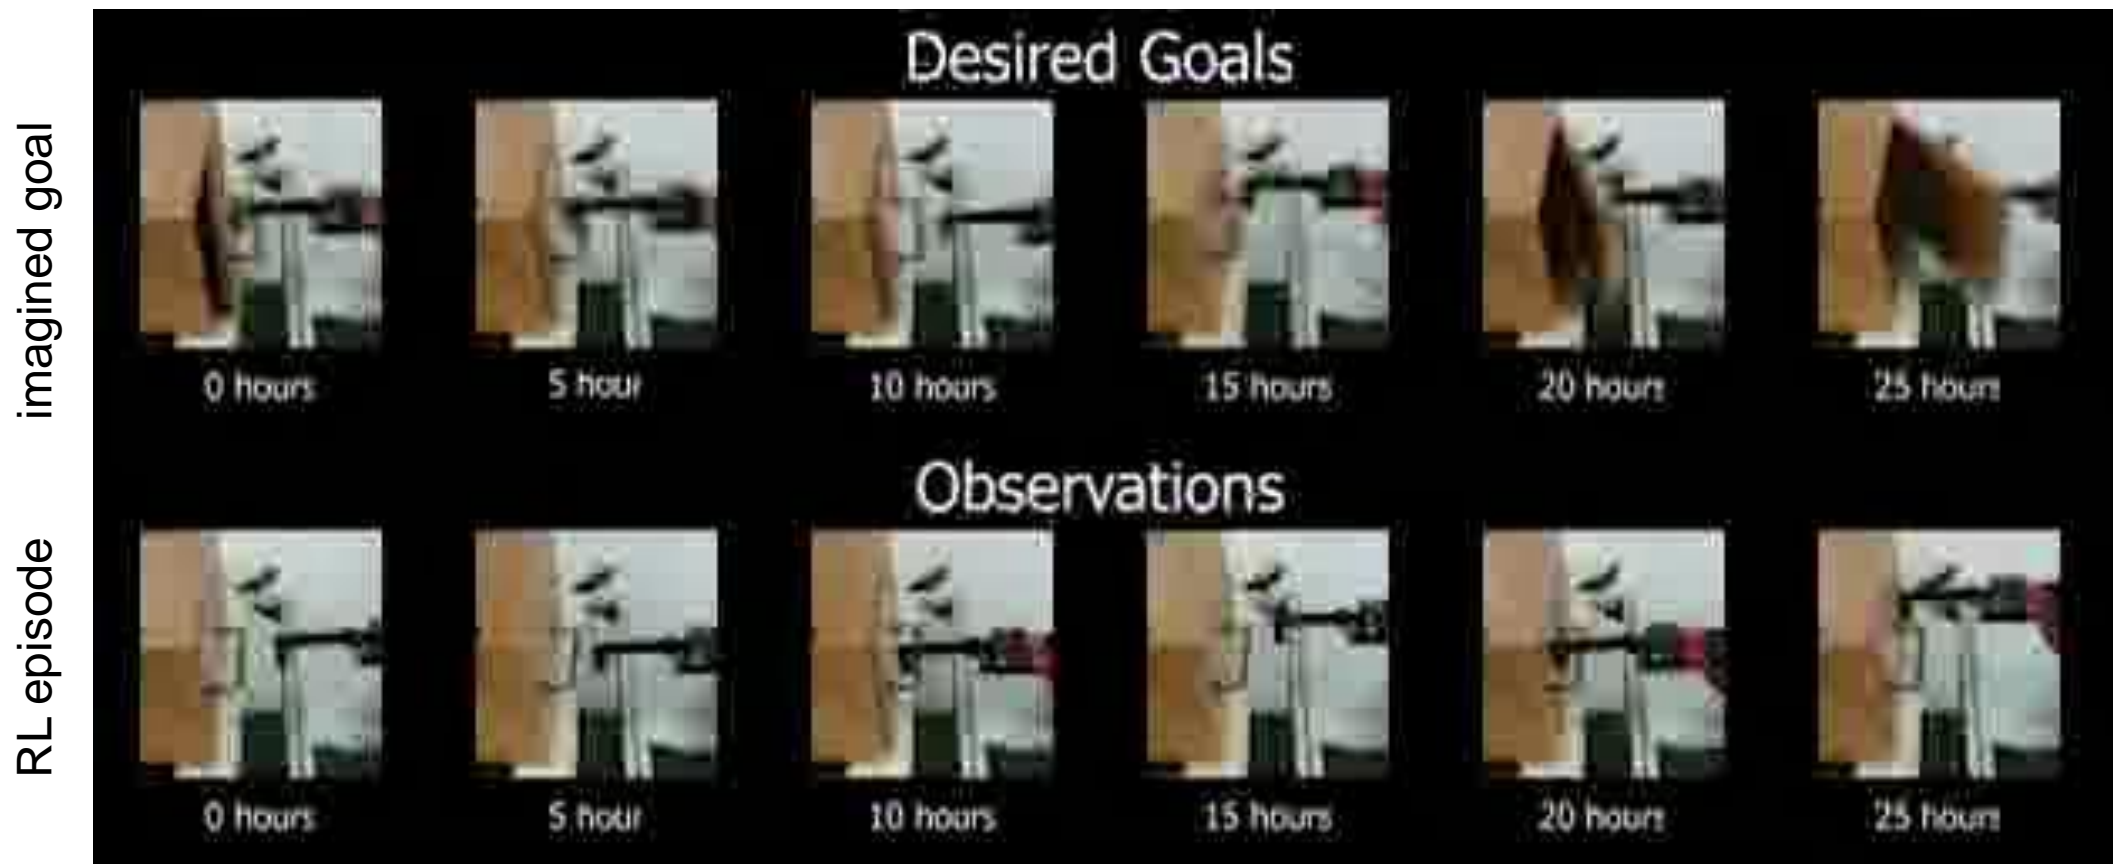 Desired Goals
imagined goal
0 hours
5 hour
10 hours
15 hours
20 hours
25 hours
Observations
RL episode
0 hours
5 hour
10 hours
15 hours
20 hours
25 hours